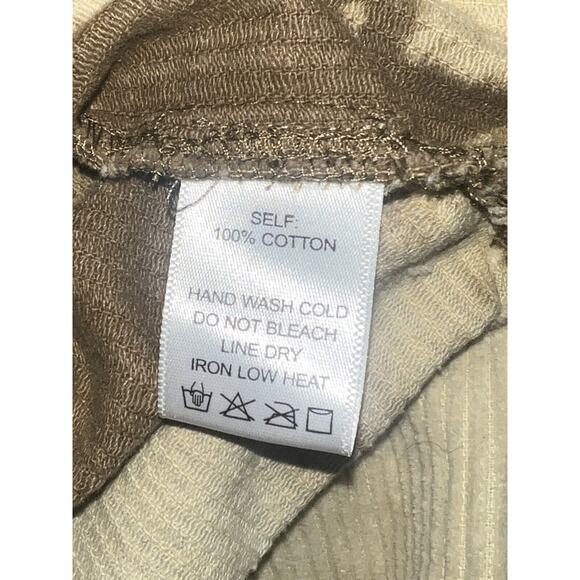 SELF:
100% COTTON
HAND WASH COLD
DO NOT BLEACH
LINE DRY
IRON LOW HEAT